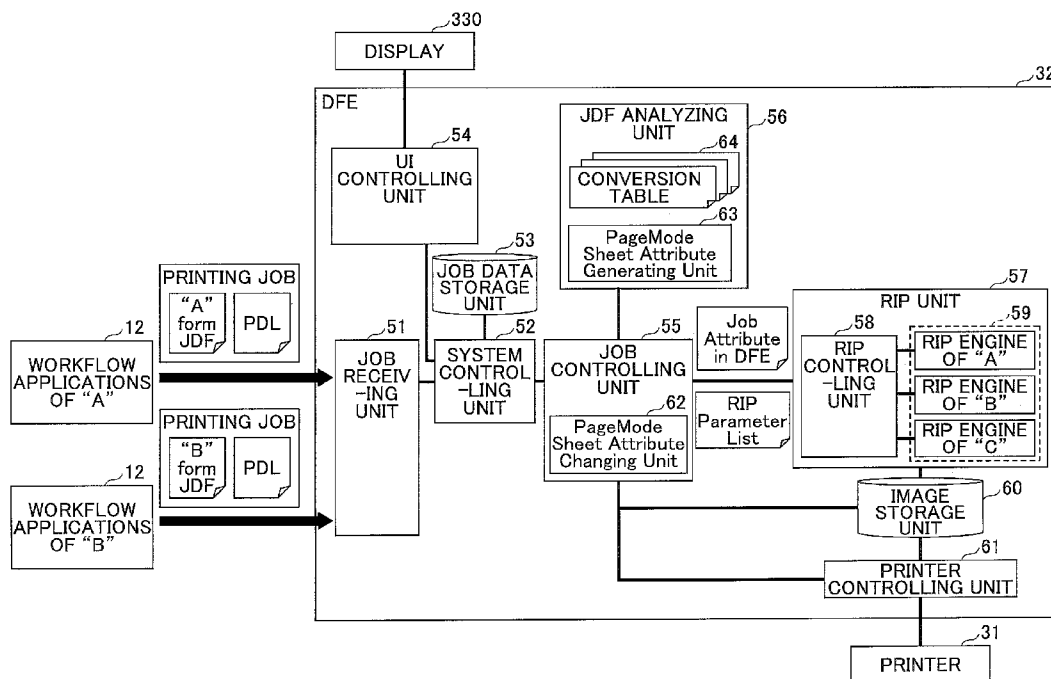 330
DISPLAY
32
DFE
54
UI
CONTROLLING
UNIT
JDF ANALYZING
UNIT
56
64
CONVERSION
TABLE
63
PageMode
Sheet Attribute
Generating Unit
53
JOB DATA
STORAGE
UNIT
PRINTING JOB
"A"
form
JDF
PDL
12
WORKFLOW
APPLICATIONS
OF "A"
PRINTING JOB
"B"
form
JDF
PDL
12
WORKFLOW
APPLICATIONS
OF "B"
51
JOB
RECEIV
-ING UNIT
52
SYSTEM
CONTROL
-LING UNIT
55
JOB
CONTROLLING
UNIT
62
PageMode
Sheet Attribute
Changing Unit
Job
Attribute
in DFE
RIP
Parameter
List
57
RIP UNIT
58
RIP
CONTRO
-LLING
UNIT
59
RIP ENGINE
OF "A"
RIP ENGINE
OF "B"
RIP ENGINE
OF "C"
60
IMAGE
STORAGE
UNIT
61
PRINTER
CONTROLLING UNIT
31
PRINTER